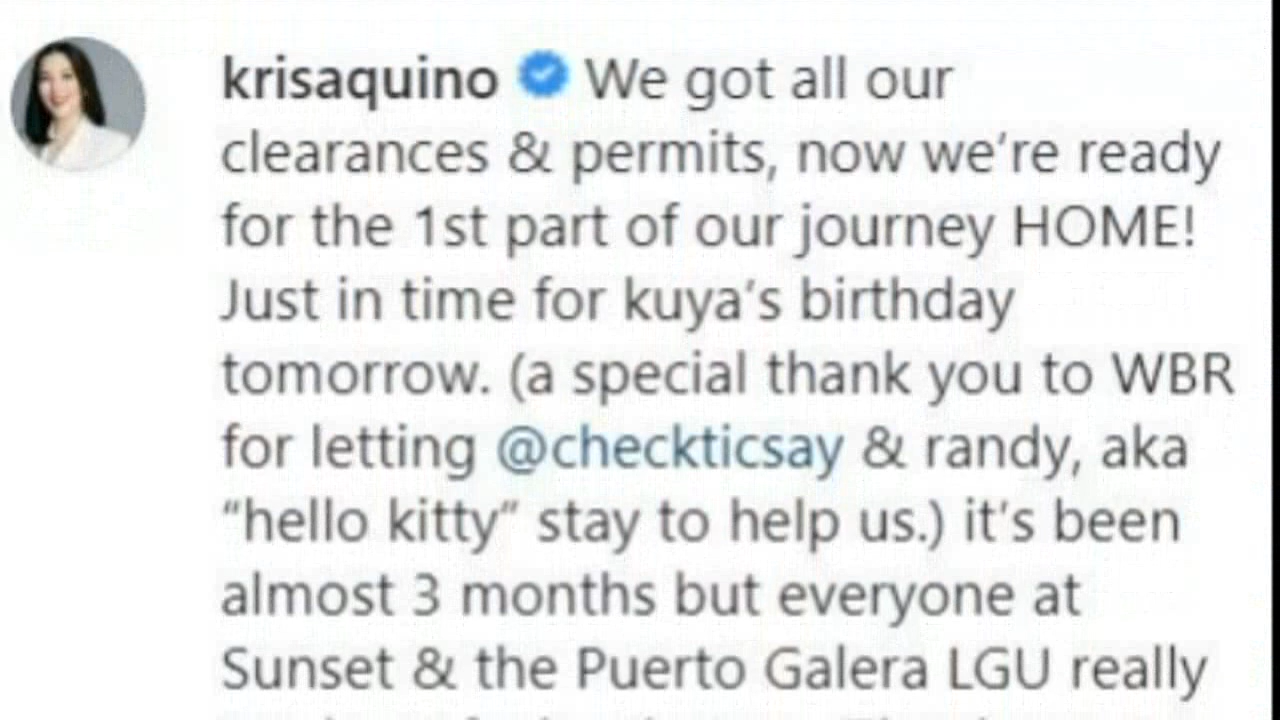 krisaquino We got all our
clearances & permits, now we’re ready
for the 1st part of our journey HOME!
Just in time for kuya’s birthday
tomorrow. (a special thank you to WBR
for letting @checkticsay & randy, aka
“hello kitty” stay to help us.) it’s been
almost 3 months but everyone at
Sunset & the Puerto Galera LGU really